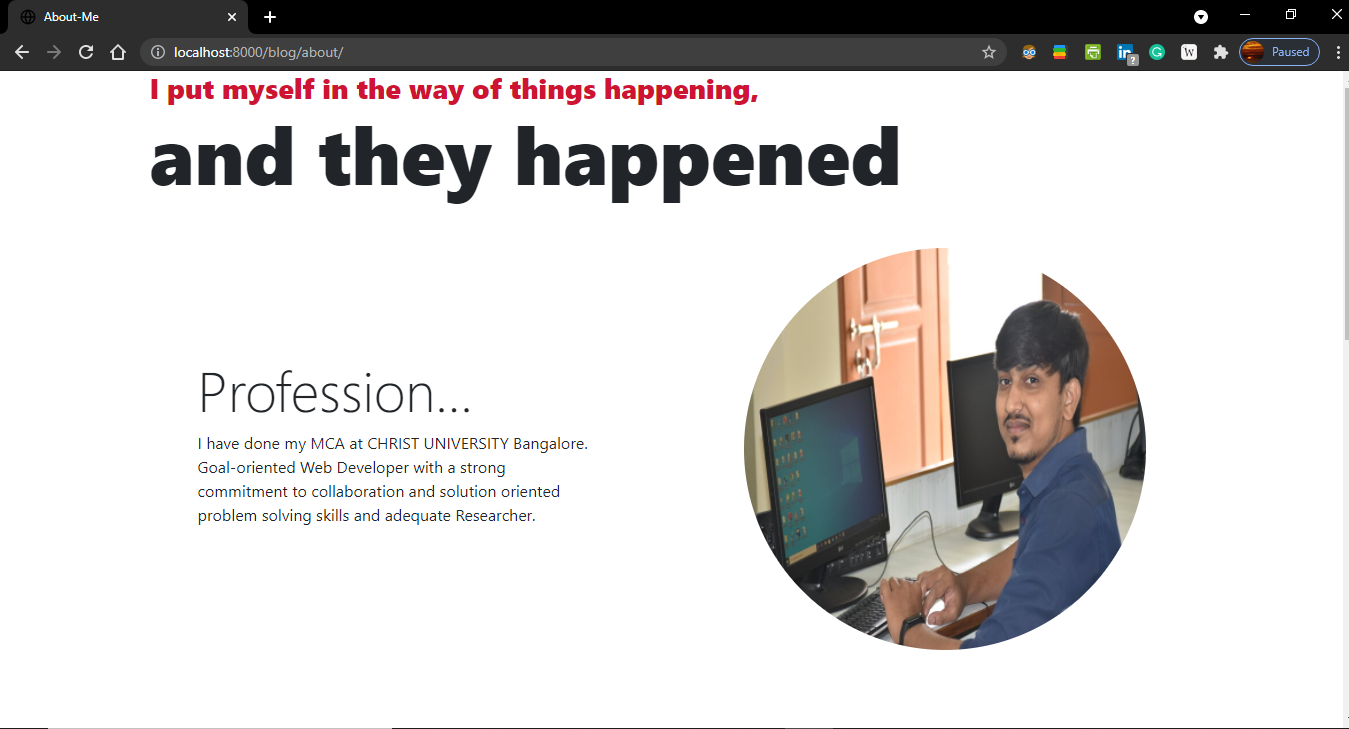 About-Me
localhost:8000/blog/about/
Paused
I put myself in the way of things happening,
and they happened
Profession...
I have done my MCA at CHRIST UNIVERSITY Bangalore.
Goal-oriented Web Developer with a strong
commitment to collaboration and solution oriented
problem solving skills and adequate Researcher.